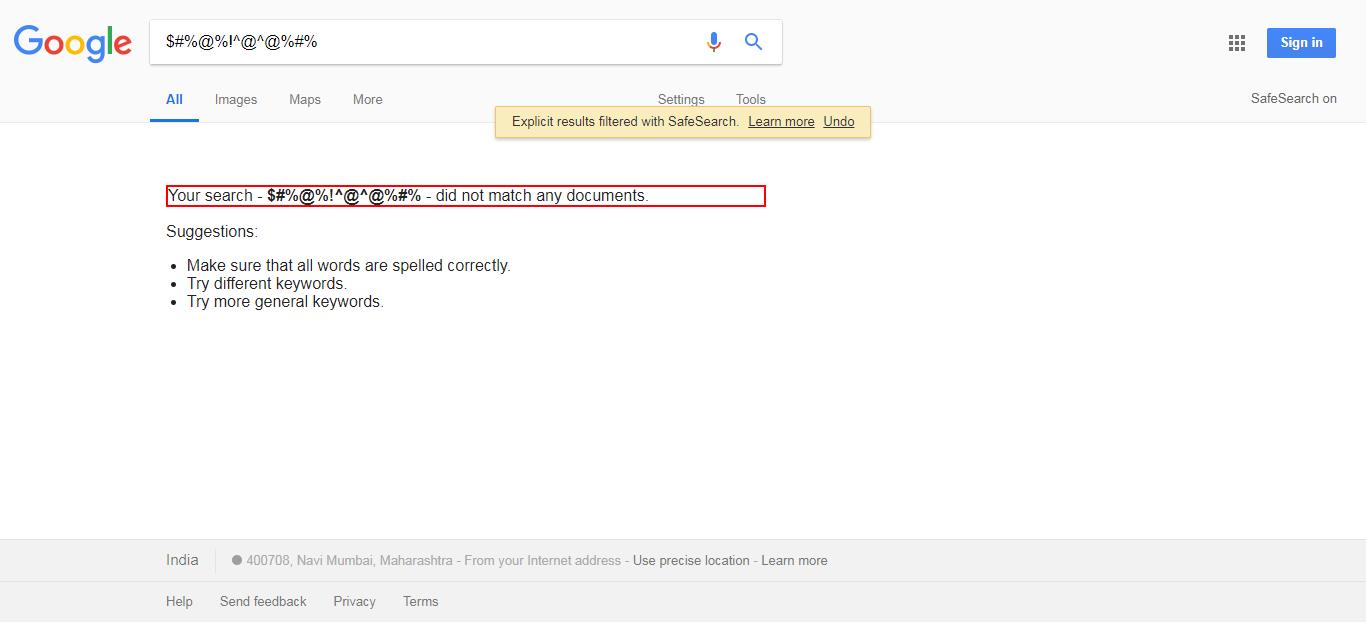 Google
$#%@%!^@^@%#%
Sign in
All Images Maps More Settings Tools SafeSearch on
Explicit results filtered with SafeSearch. Learn more Undo
Your search - $#%@%!^@^@%#% - did not match any documents.
Suggestions:
• Make sure that all words are spelled correctly.
• Try different keywords.
• Try more general keywords.
India 400708, Navi Mumbai, Maharashtra - From your Internet address - Use precise location - Learn more
Help Send feedback Privacy Terms